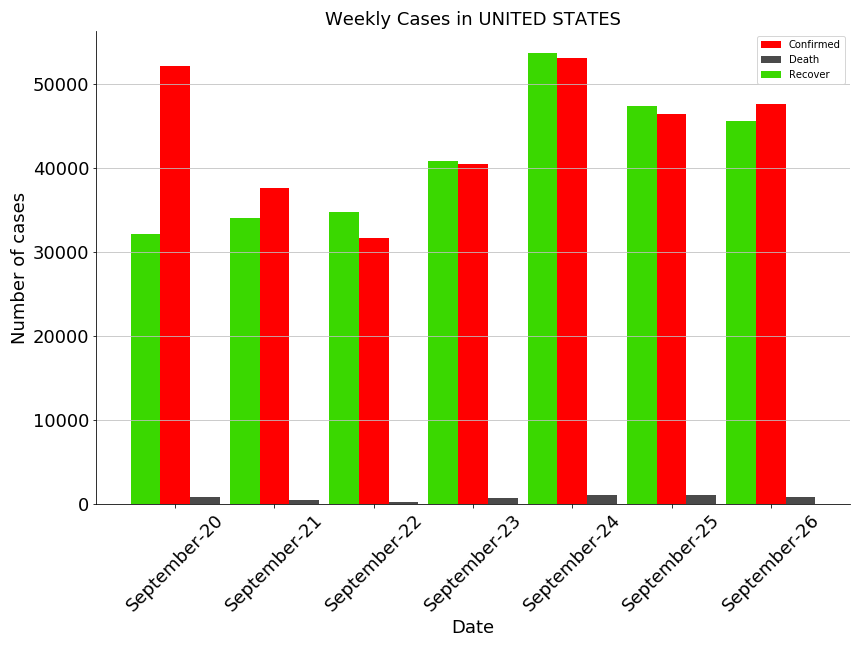 Weekly Cases in UNITED STATES
Confirmed
Death
Recover
Number of cases
50000
40000
30000
20000
10000
0
September-20
September-21
September-22
September-23
September-24
September-25
September-26
Date